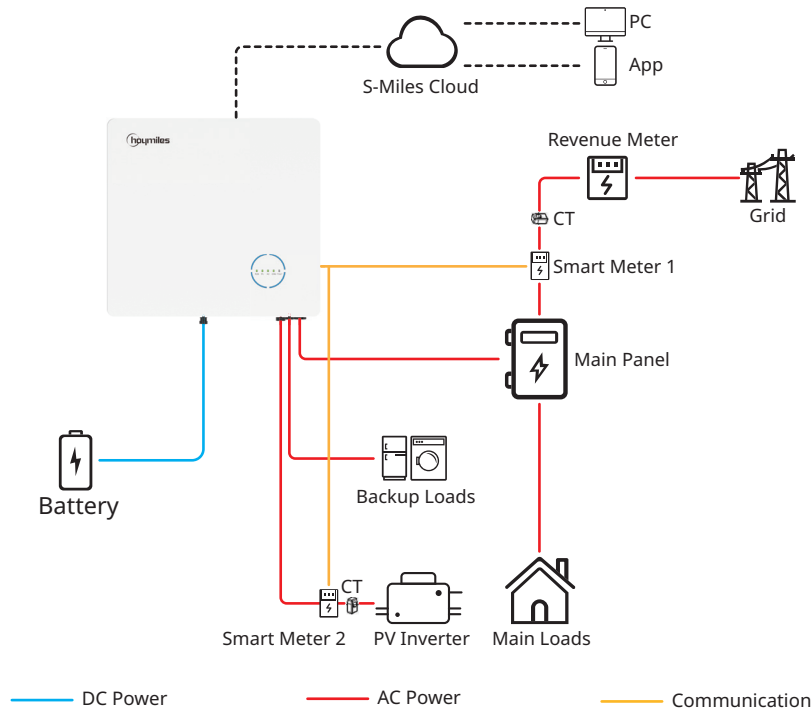 PC
App
S-Miles Cloud
hoymiles
Revenue Meter
Grid
CT
Smart Meter 1
Main Panel
Backup Loads
Battery
CT
Smart Meter 2
PV Inverter
Main Loads
DC Power
AC Power
Communication